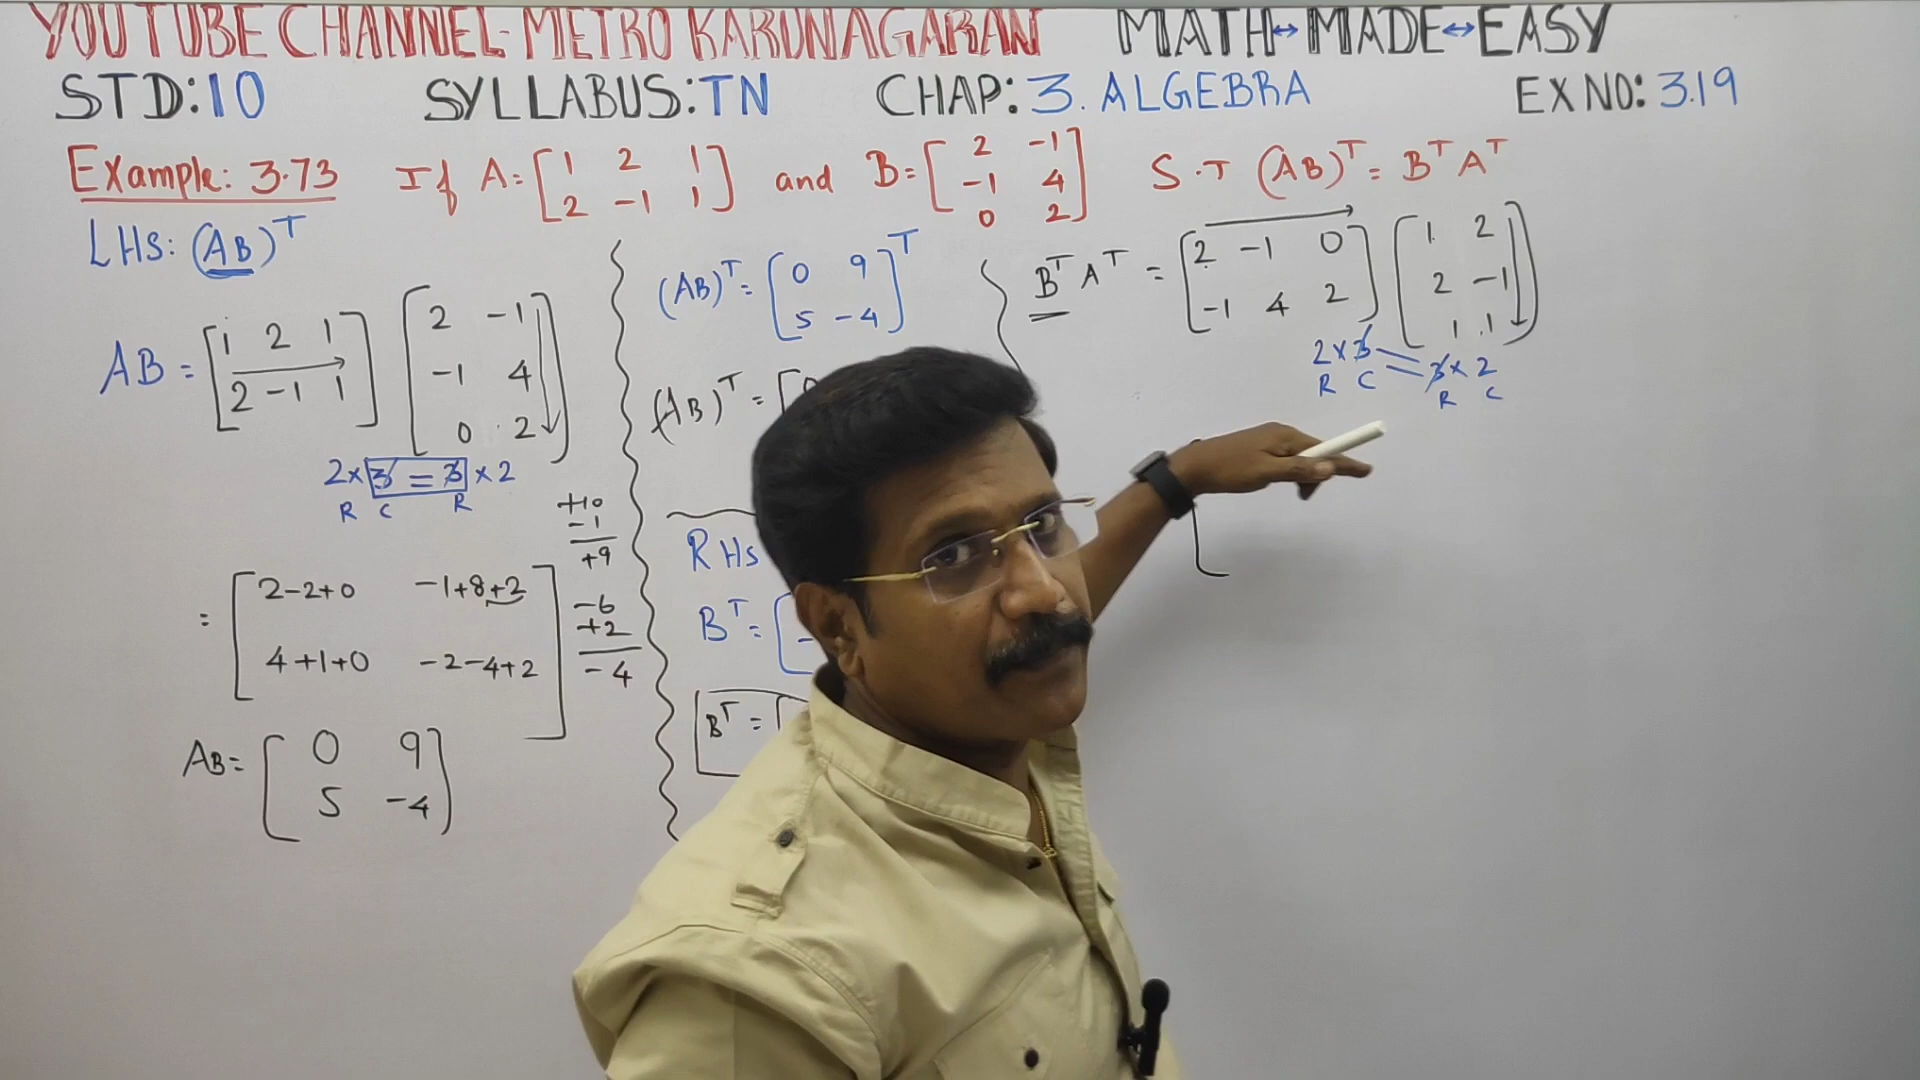 YOUTUBE CHANNEL-METRO KARUNAGARAN MATH↔MADE↔EASY
STD:10 SYLLABUS:TN CHAP: 3. ALGEBRA EX NO: 3.19
Example: 3.73 If A= [1 2 1 and B= [2 -1 S.T (AB)^T = B^T A^T
2 -1 1] -1 4
0 2]
LHS: (AB)^T
AB = [1 2 1 [2 -1
2 -1 1] -1 4
0 2]
2×3 = 3×2
R C R
= [2-2+0 -1+8+2
4+1+0 -2-4+2]
+10
-1
+9
-6
+2
-4
AB= [0 9
5 -4]
(AB)^T= [0 9
5 -4]^T
(AB)^T = [
RHS
B^T = [
B^T = [
B^T A^T = [2 -1 0 [1 2
-1 4 2] 2 -1
1 1]
2×3 = 3×2
R C R C
[